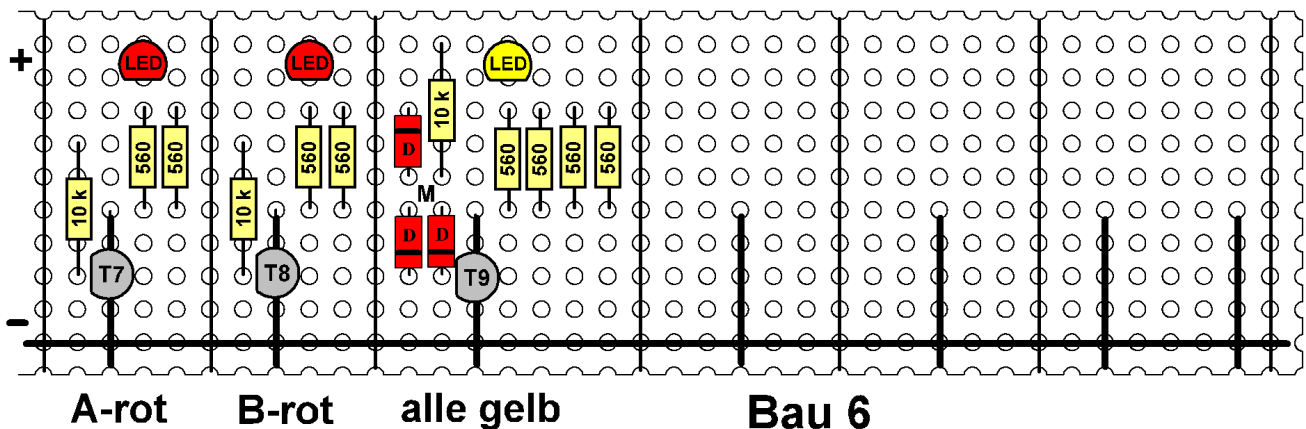 + LED LED LED
10 k
560 560 560 560 560 560 560 560
D
10 k 10 k
M
D D
T7 T8 T9
-
A-rot B-rot alle gelb Bau 6